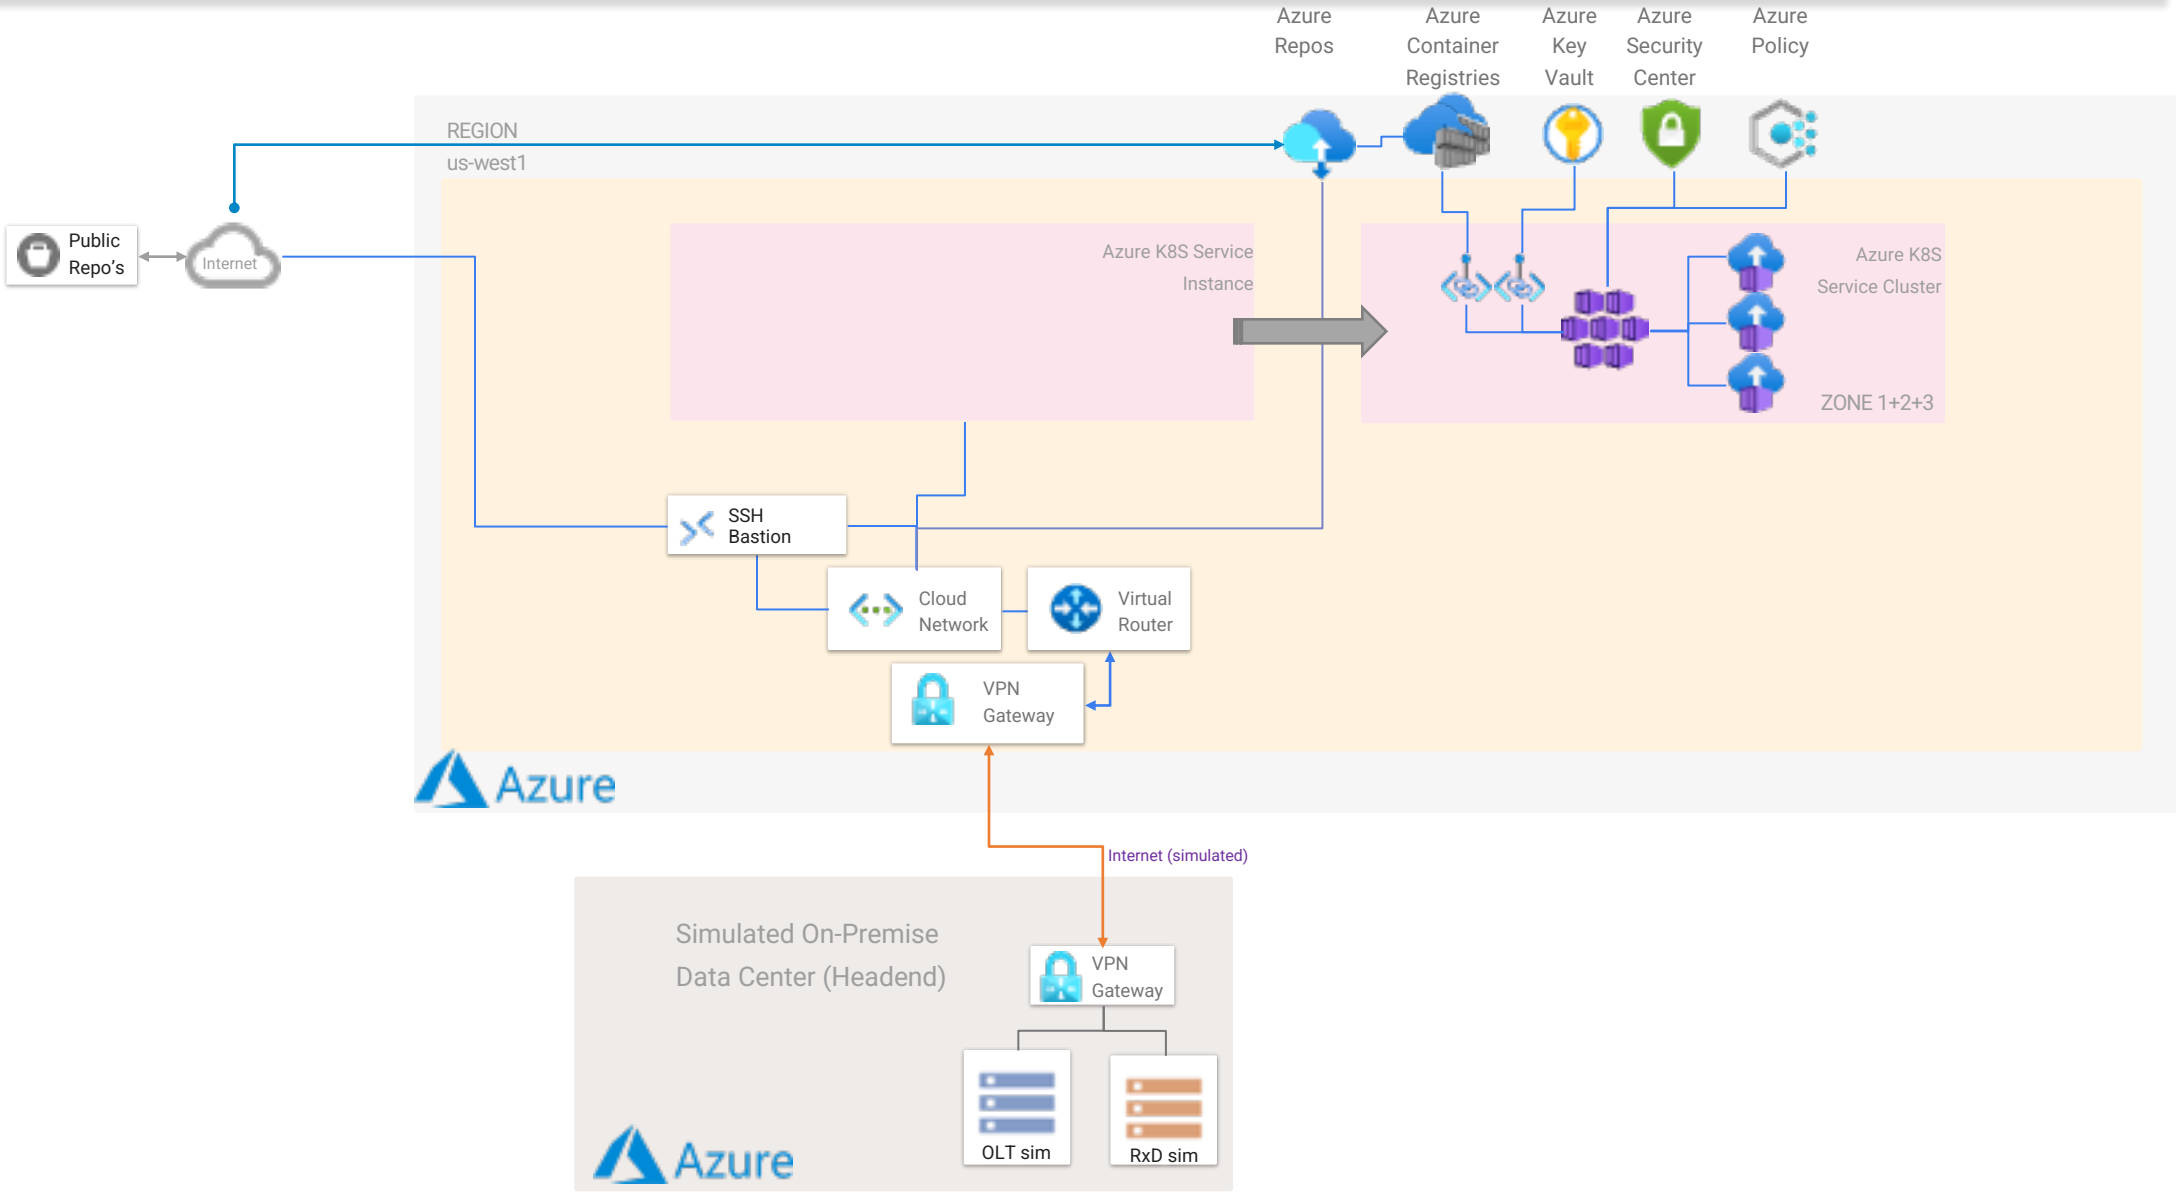 Azure
Repos
Azure
Container
Registries
Azure
Key
Vault
Azure
Security
Center
Azure
Policy
REGION
us-west1
Public
Repo’s
Internet
Azure K8S Service
Instance
Azure K8S
Service Cluster
ZONE 1+2+3
SSH
Bastion
Cloud
Network
Virtual
Router
VPN
Gateway
Azure
Internet (simulated)
Simulated On-Premise
Data Center (Headend)
VPN
Gateway
OLT sim
RxD sim
Azure